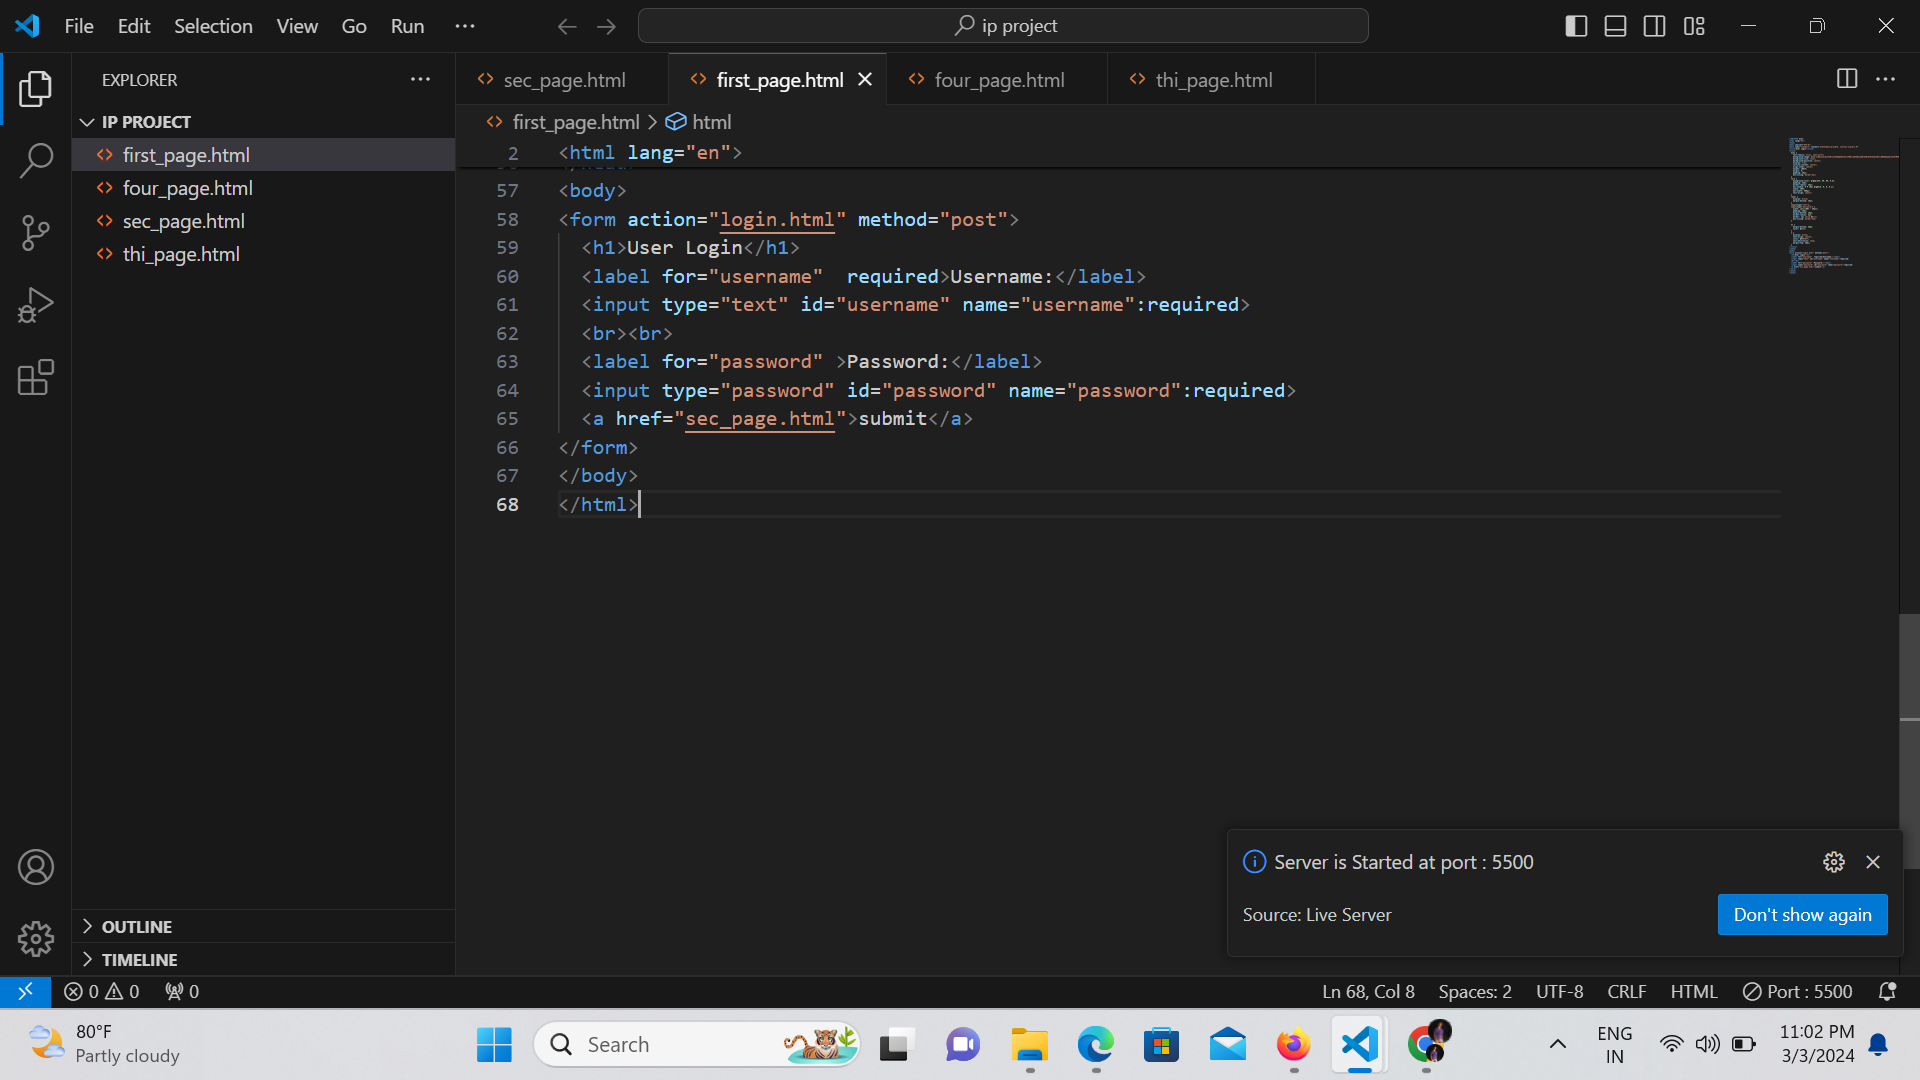 File Edit Selection View Go Run ip project
EXPLORER
sec_page.html first_page.html four_page.html thi_page.html
IP PROJECT
first_page.html
four_page.html
sec_page.html
thi_page.html
first_page.html > html
2 <html lang="en">
57 <body>
58 <form action="login.html" method="post">
59 <h1>User Login</h1>
60 <label for="username"  required>Username:</label>
61 <input type="text" id="username" name="username":required>
62 <br><br>
63 <label for="password" >Password:</label>
64 <input type="password" id="password" name="password":required>
65 <a href="sec_page.html">submit</a>
66 </form>
67 </body>
68 </html>
Server is Started at port : 5500
Source: Live Server
Don't show again
OUTLINE
TIMELINE
0 0 0
Ln 68, Col 8 Spaces: 2 UTF-8 CRLF HTML Port : 5500
80°F
Partly cloudy
Search
ENG
IN
11:02 PM
3/3/2024